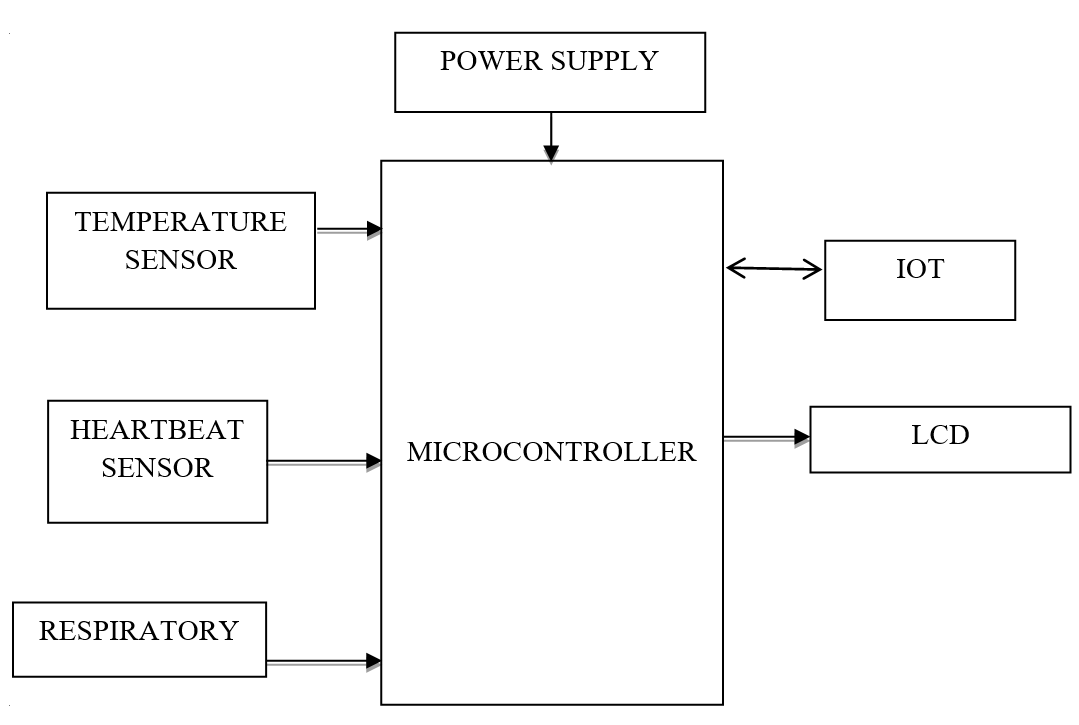 POWER SUPPLY
TEMPERATURE
SENSOR
IOT
HEARTBEAT
SENSOR
MICROCONTROLLER
LCD
RESPIRATORY